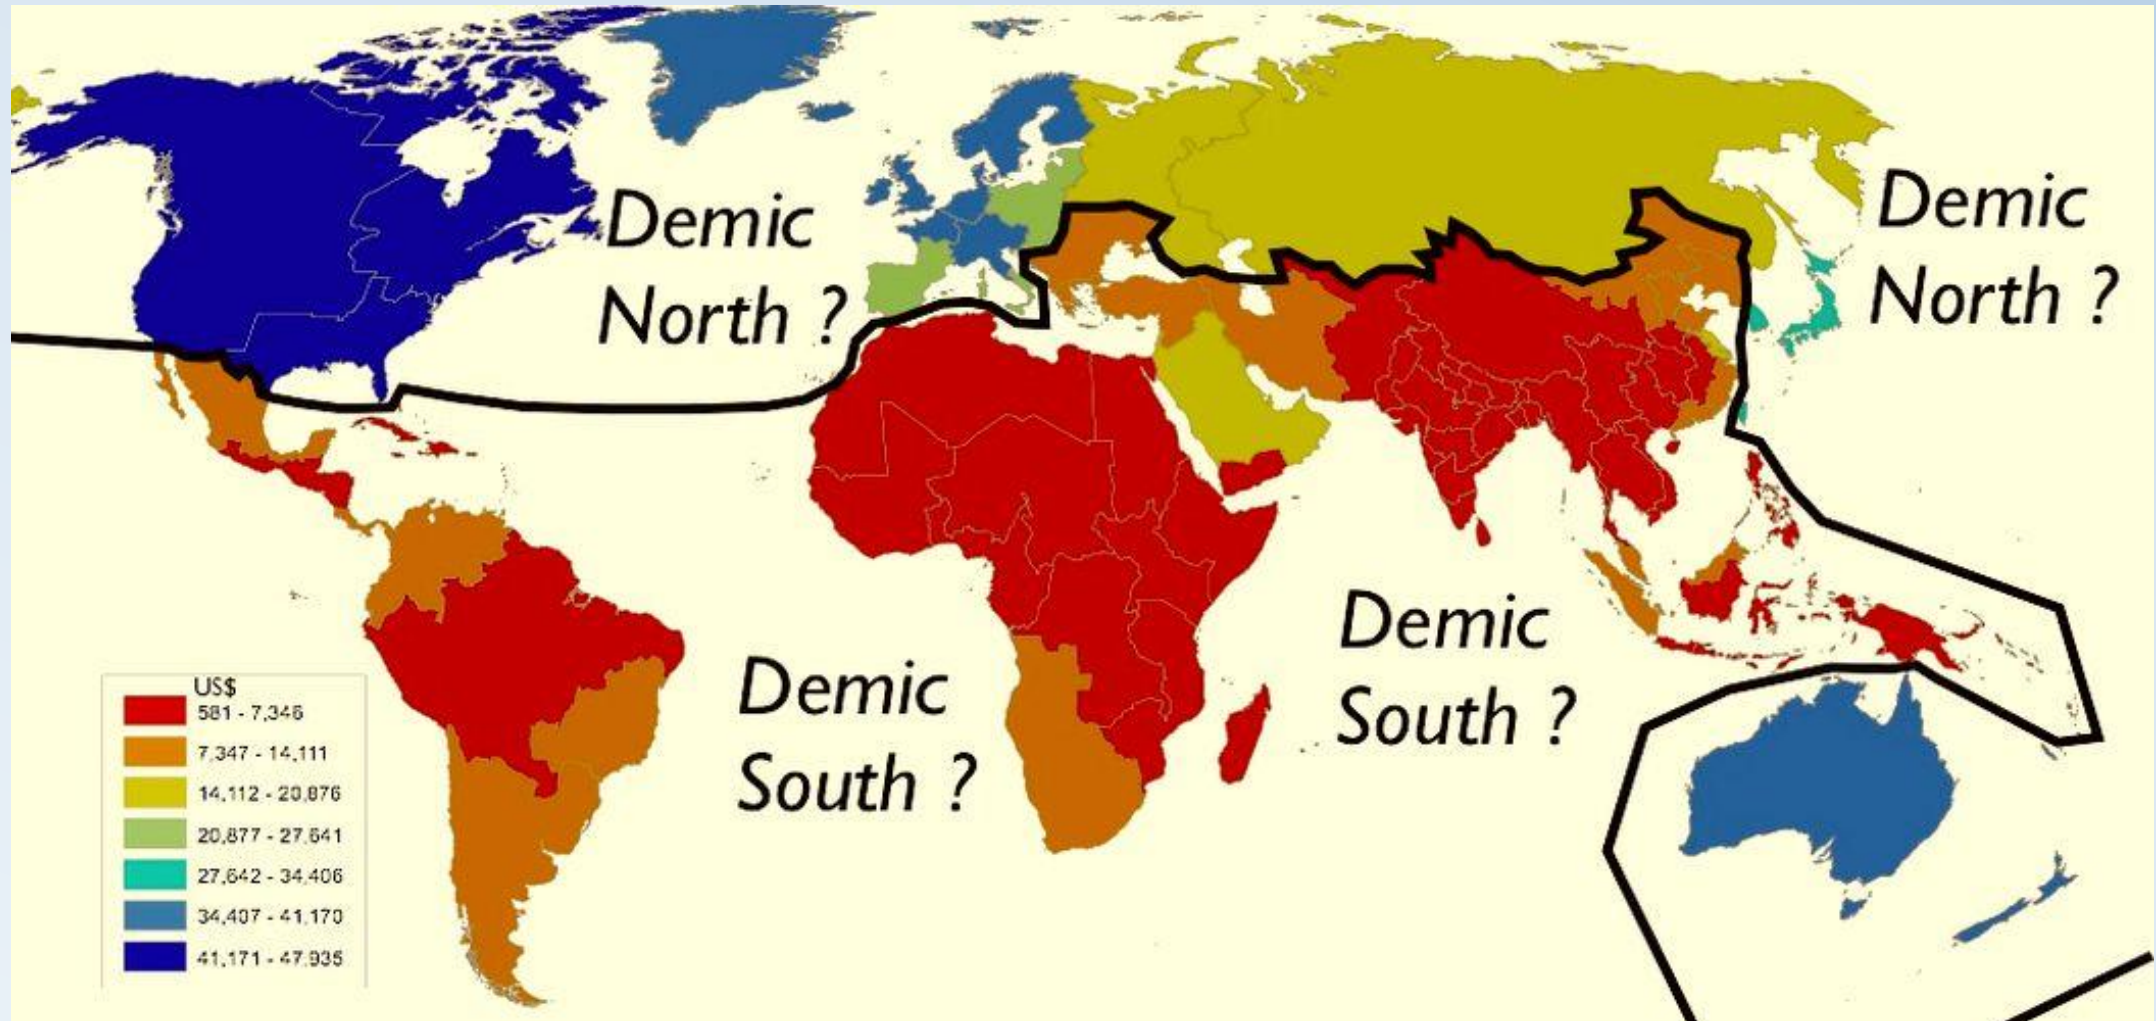 Demic
North ?
Demic
North ?
Demic
South ?
Demic
South ?
US$
581 - 7,346
7,347 - 14,111
14,112 - 20,876
20,877 - 27,641
27,642 - 34,406
34,407 - 41,170
41,171 - 47,935